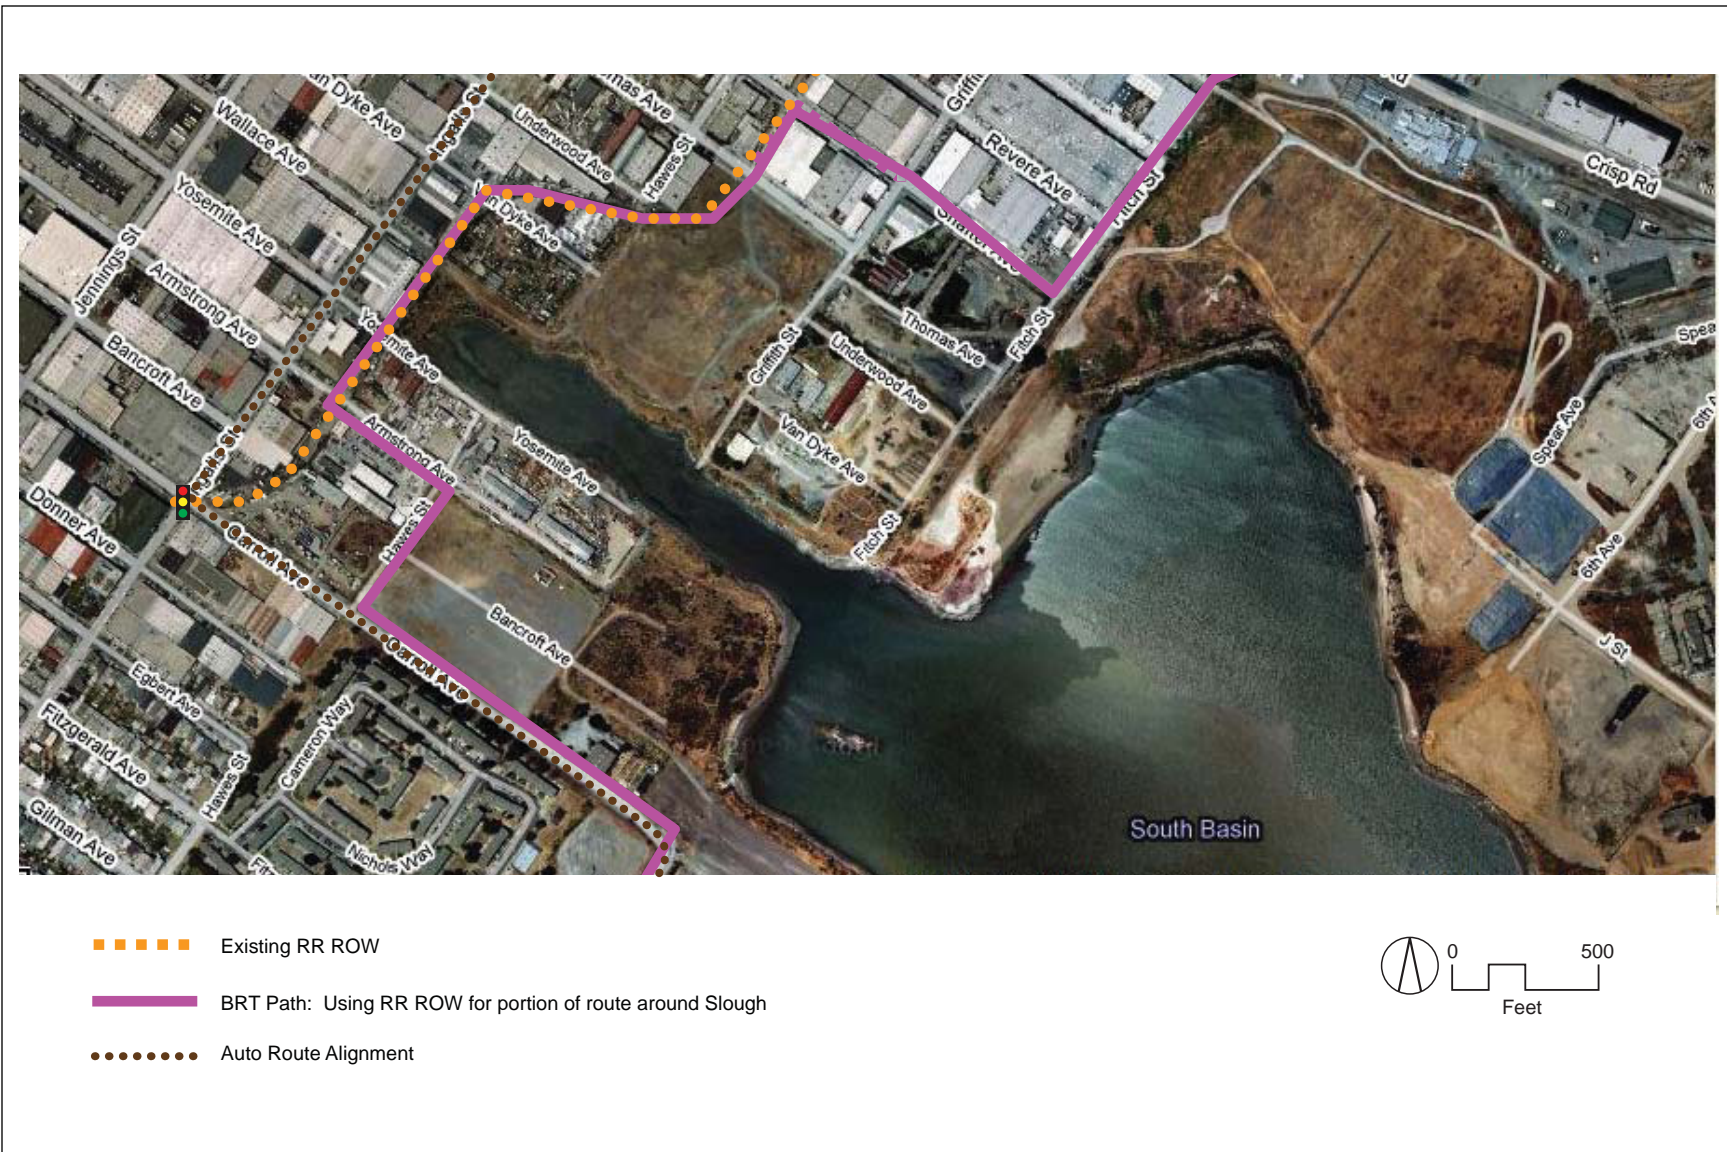 Wallace Ave
Yosemite Ave
Armstrong Ave
Jennings St
Bancroft Ave
Donner Ave
Carroll Ave
Egbert Ave
Fitzgerald Ave
Gilman Ave
Hawes St
Cameron Way
Nichols Way
Underwood Ave
Hawes St
Van Dyke Ave
Yosemite Ave
Armstrong Ave
Hawes St
Yosemite Ave
Bancroft Ave
Carroll Ave
Revere Ave
Shafter Ave
Fitch St
Thomas Ave
Fitch St
Griffith St
Underwood Ave
Van Dyke Ave
Fitch St
Crisp Rd
Spear Ave
6th Ave
J St
South Basin
Existing RR ROW
BRT Path: Using RR ROW for portion of route around Slough
Auto Route Alignment
0 500
Feet